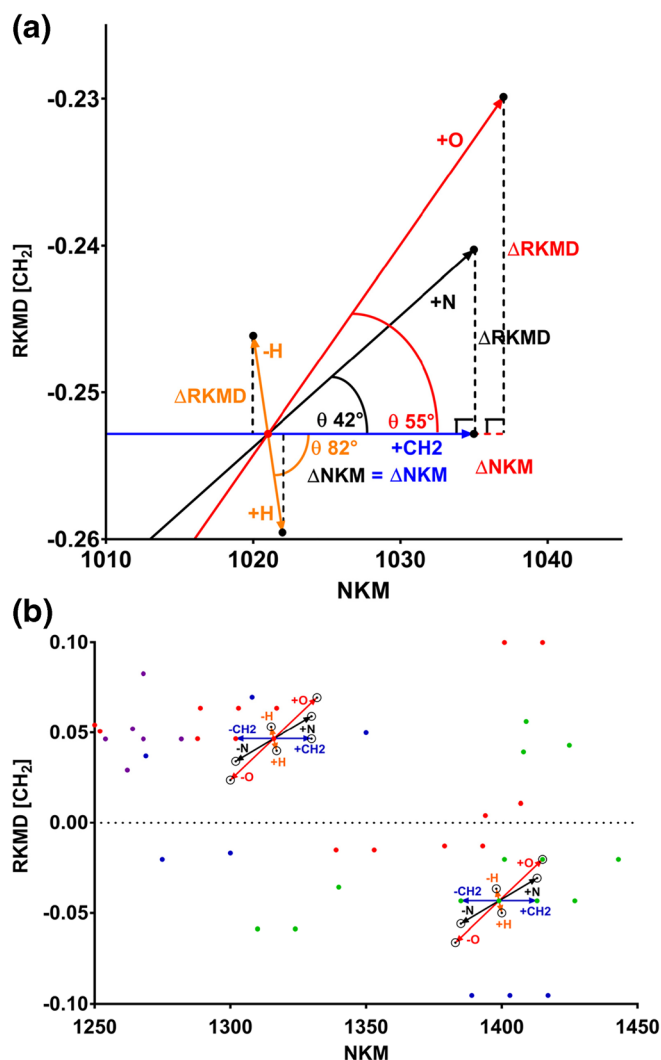 (a)
-0.23
-0.24
-0.25
-0.26
RKMD [CH₂]
+O
ΔRKMD
+N
ΔRKMD
-H
ΔRKMD
θ 42°
θ 55°
θ 82°
+CH2
ΔNKM = ΔNKM
ΔNKM
+H
1010
1020
1030
1040
NKM
(b)
0.10
0.05
0.00
-0.05
-0.10
RKMD [CH₂]
+O
-H
-CH2
+N
-N
+CH2
+H
-O
+O
-H
-CH2
+N
-N
+CH2
+H
-O
1250
1300
1350
1400
1450
NKM